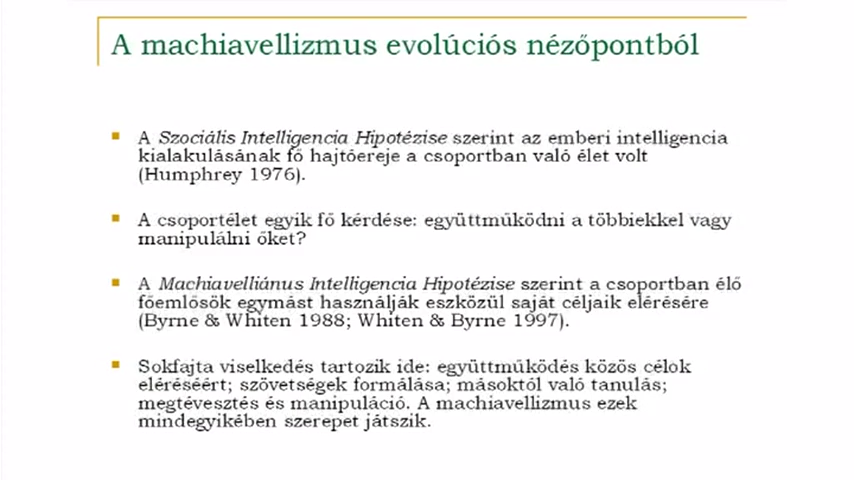 A machiavellizmus evolúciós nézőpontból
A Szociális Intelligencia Hipotézise szerint az emberi intelligencia
kialakulásának fő hajtóereje a csoportban való élet volt
(Humphrey 1976).
A csoportélet egyik fő kérdése: együttműködni a többiekkel vagy
manipulálni őket?
A Machiavelliánus Intelligencia Hipotézise szerint a csoportban élő
főemlősök egymást használják eszközül saját céljaik elérésére
(Byrne & Whiten 1988; Whiten & Byrne 1997).
Sokfajta viselkedés tartozik ide: együttműködés közös célok
eléréséért; szövetségek formálása; másoktól való tanulás;
megtévesztés és manipuláció. A machiavellizmus ezek
mindegyikében szerepet játszik.